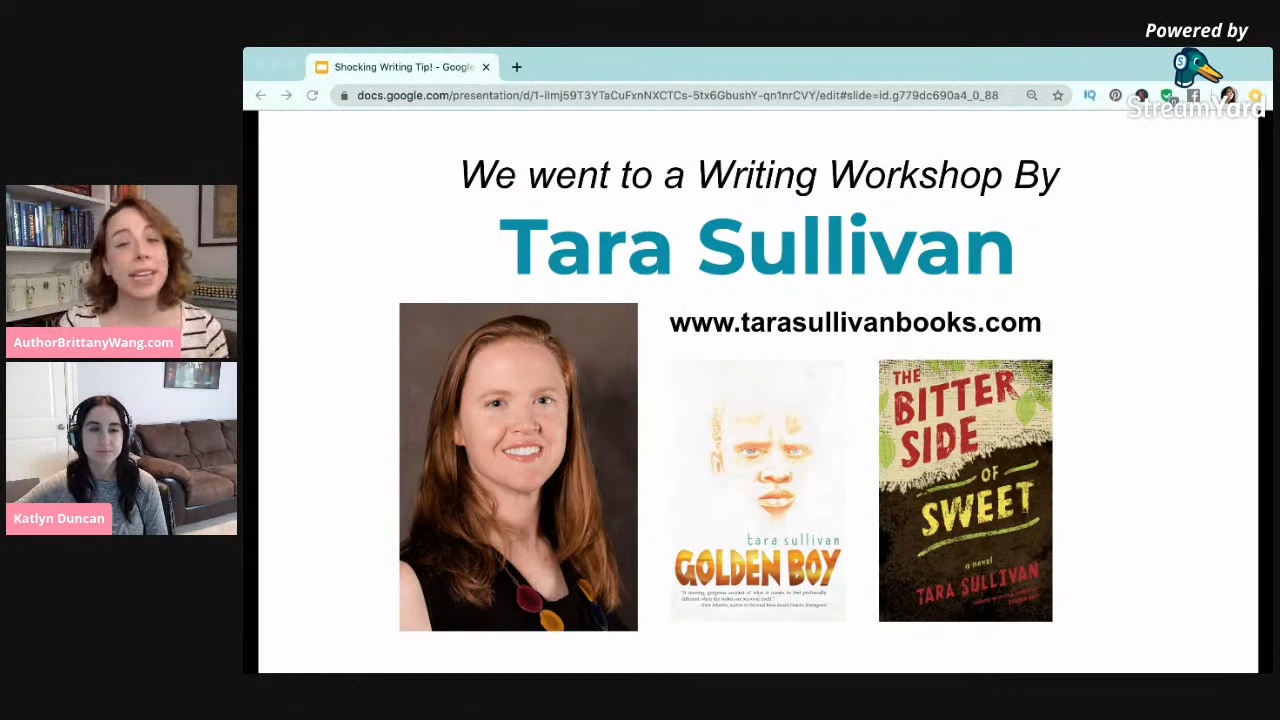 Powered by
StreamYard
Shocking Writing Tip! - Google
docs.google.com/presentation/d/1-iImj59T3YTaCuFxnNXCTCs-5tx6GbushY-qn1nrCVY/edit#slide=id.g779dc690a4_0_88
IQ
We went to a Writing Workshop By
Tara Sullivan
www.tarasullivanbooks.com
tara sullivan
GOLDEN BOY
THE
BITTER
SIDE
OF
SWEET
a novel
TARA SULLIVAN
AuthorBrittanyWang.com
Katlyn Duncan